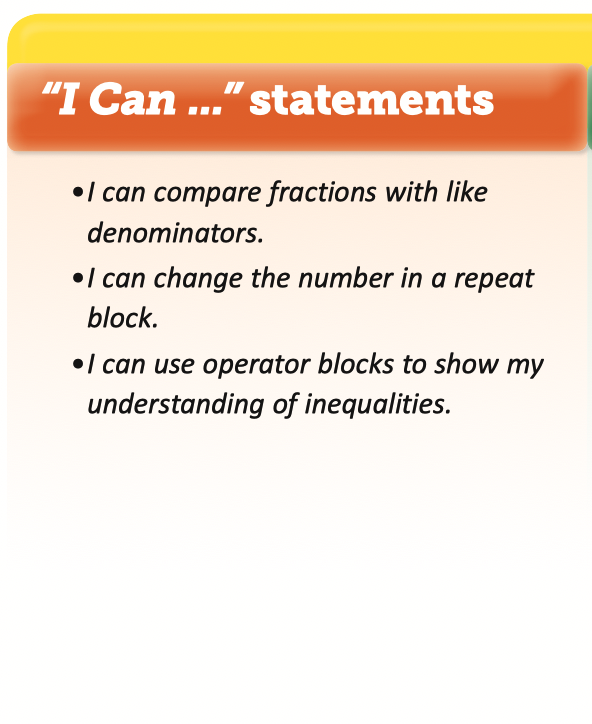 “I Can ...” statements
•I can compare fractions with like
denominators.
•I can change the number in a repeat
block.
•I can use operator blocks to show my
understanding of inequalities.